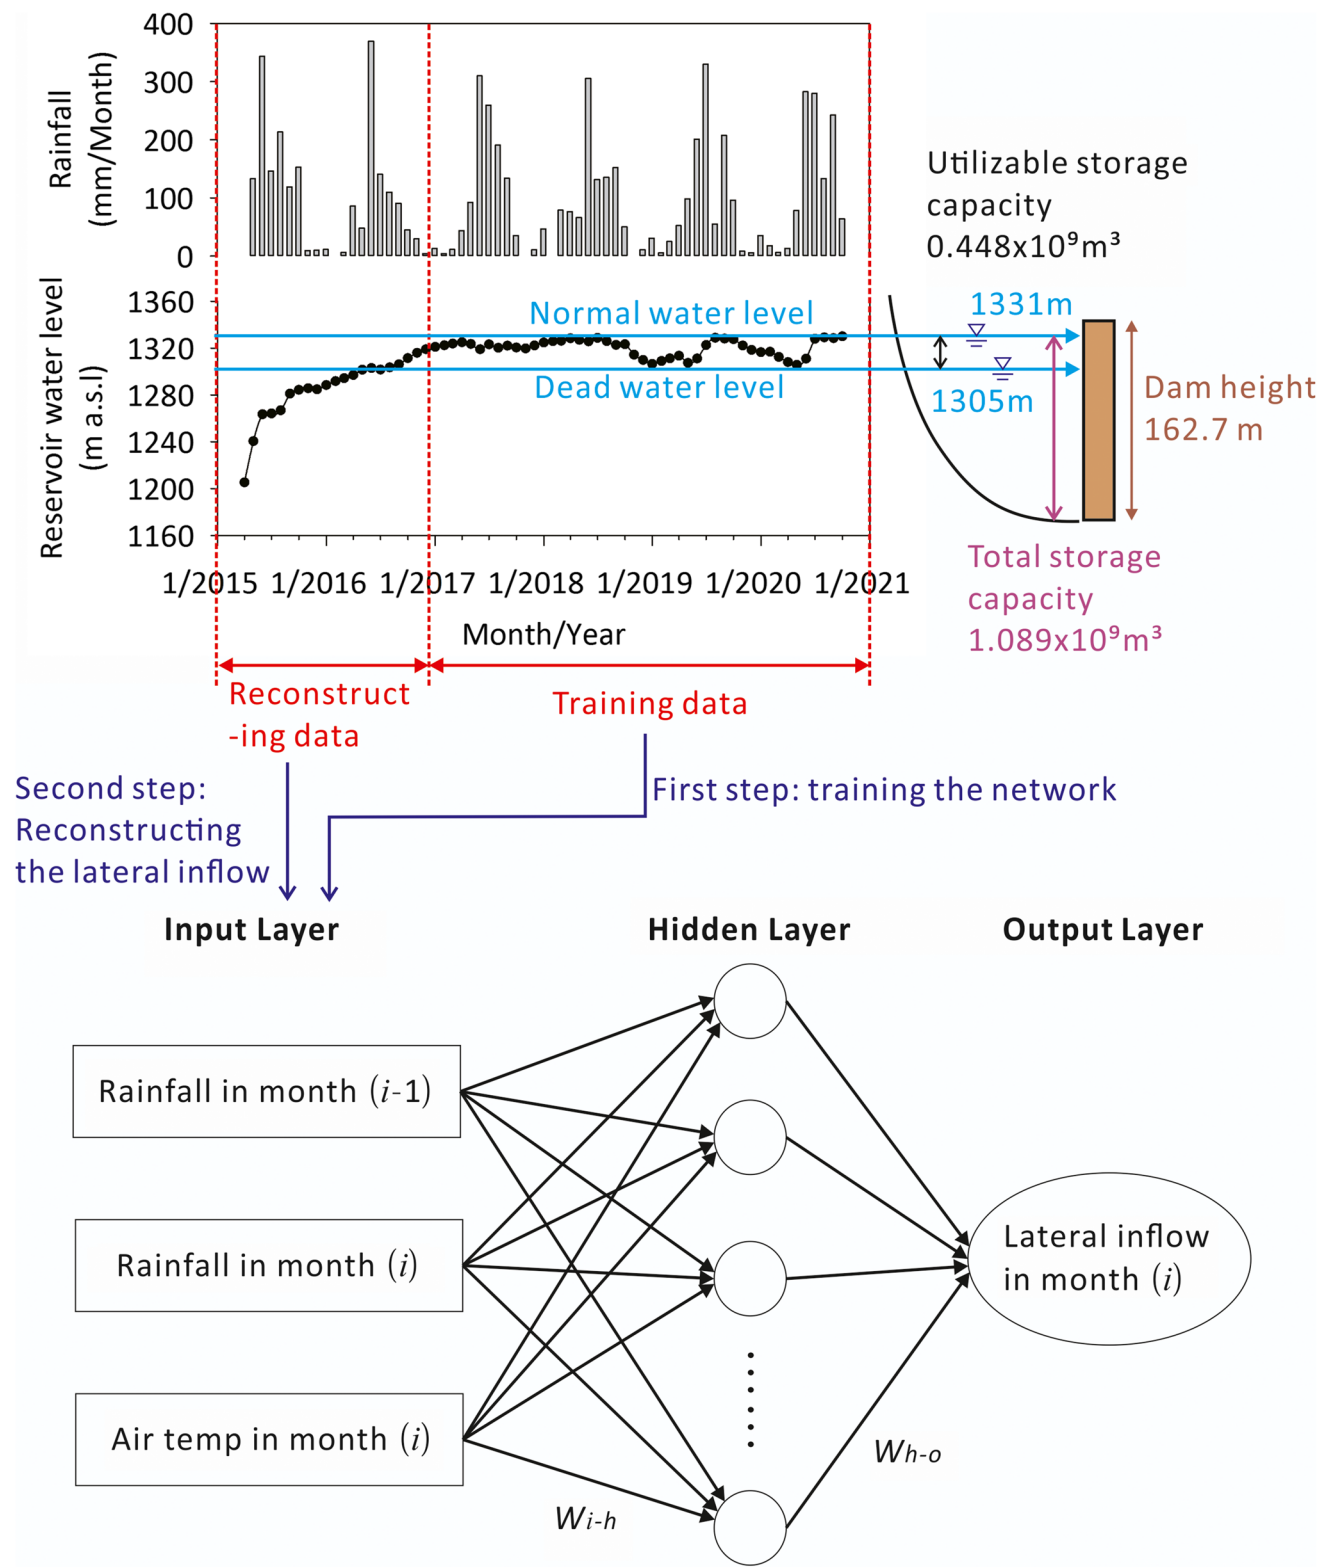 400
300
200
100
0
Rainfall
(mm/Month)
Utilizable storage
capacity
0.448x10⁹m³
1360
1320
1280
1240
1200
1160
Reservoir water level
(m a.s.l)
Normal water level
Dead water level
1331m
1305m
Dam height
162.7 m
1/2015 1/2016 1/2017 1/2018 1/2019 1/2020 1/2021
Month/Year
Total storage
capacity
1.089x10⁹m³
Reconstruct
-ing data
Training data
Second step:
Reconstructing
the lateral inflow
First step: training the network
Input Layer
Hidden Layer
Output Layer
Rainfall in month (i-1)
Rainfall in month (i)
Air temp in month (i)
Lateral inflow
in month (i)
Wi-h
Wh-o